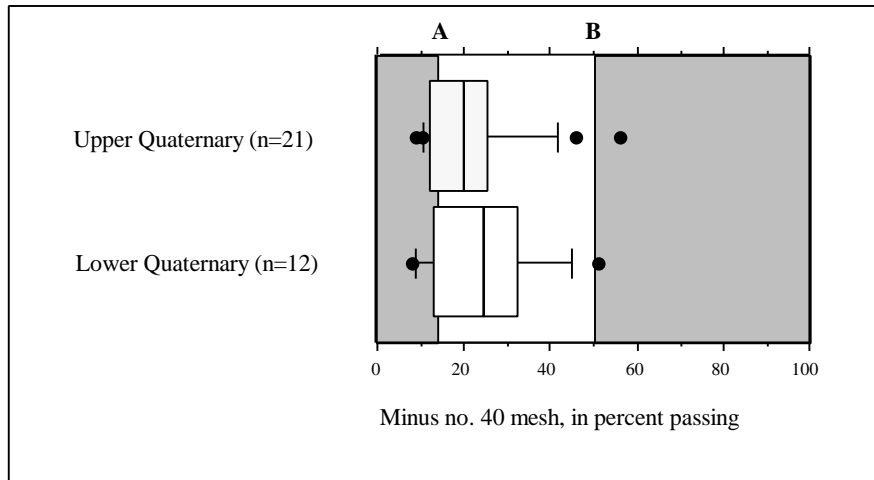 A B
Upper Quaternary (n=21)
Lower Quaternary (n=12)
0 20 40 60 80 100
Minus no. 40 mesh, in percent passing